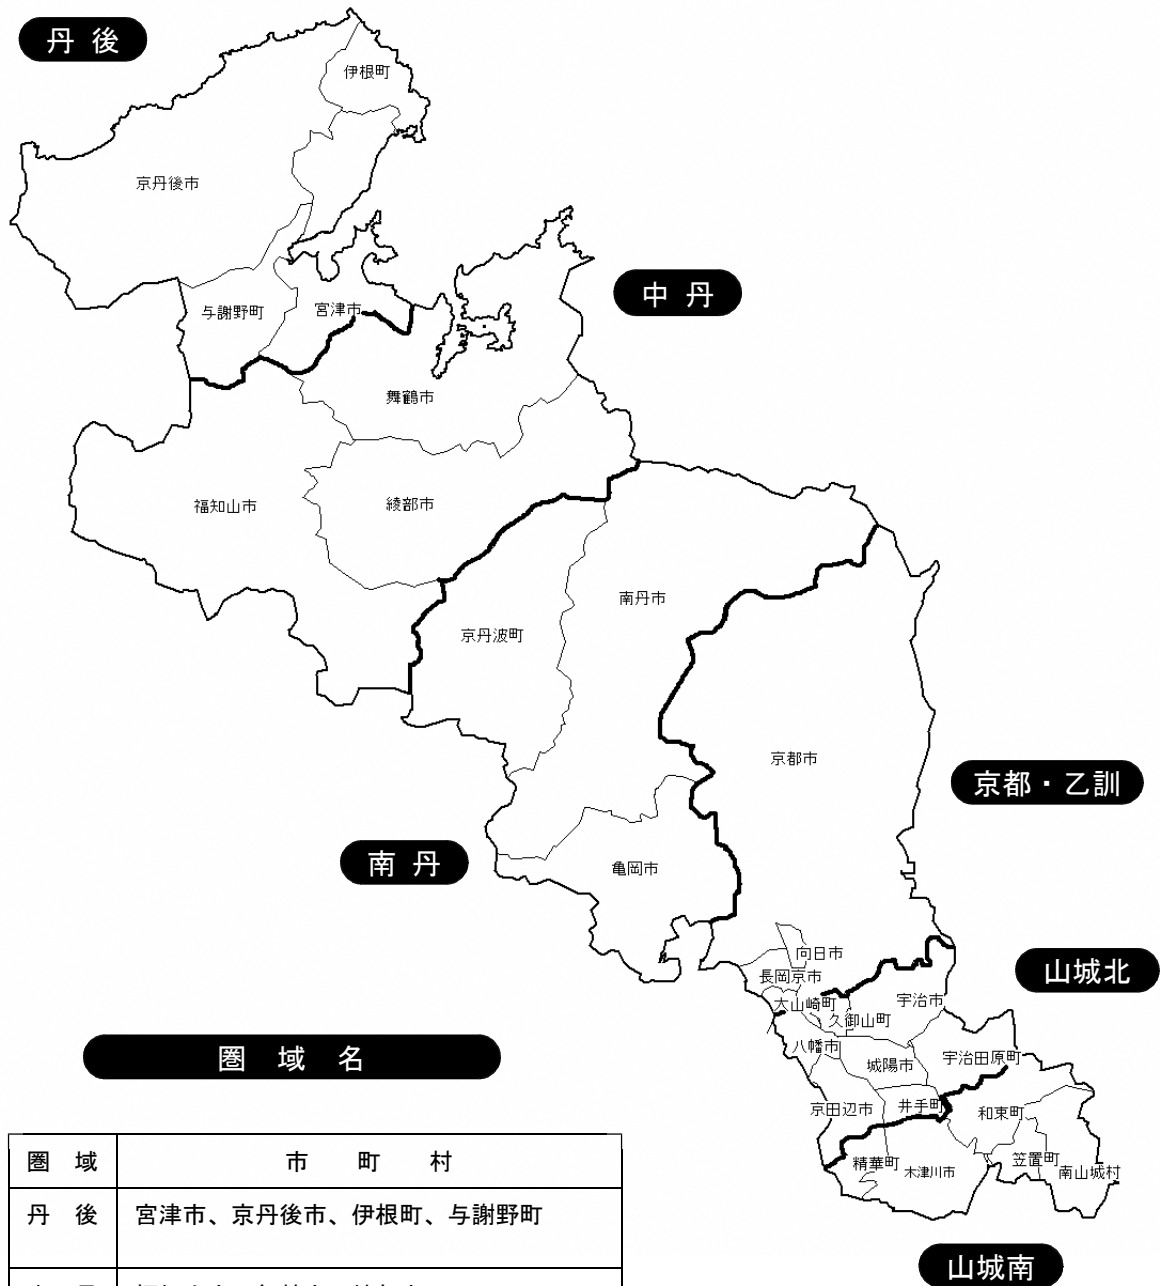 丹後
伊根町
京丹後市
中丹
与謝野町
宮津市
舞鶴市
福知山市
綾部市
南丹市
京丹波町
京都市
京都・乙訓
南丹
亀岡市
向日市
山城北
長岡京市
大山崎町
宇治市
久御山町
八幡市
宇治田原町
城陽市
圏域名
京田辺市
井手町
和束町
精華町
木津川市
笠置町
南山城村
山城南
圏域 市町村
丹後 宮津市、京丹後市、伊根町、与謝野町